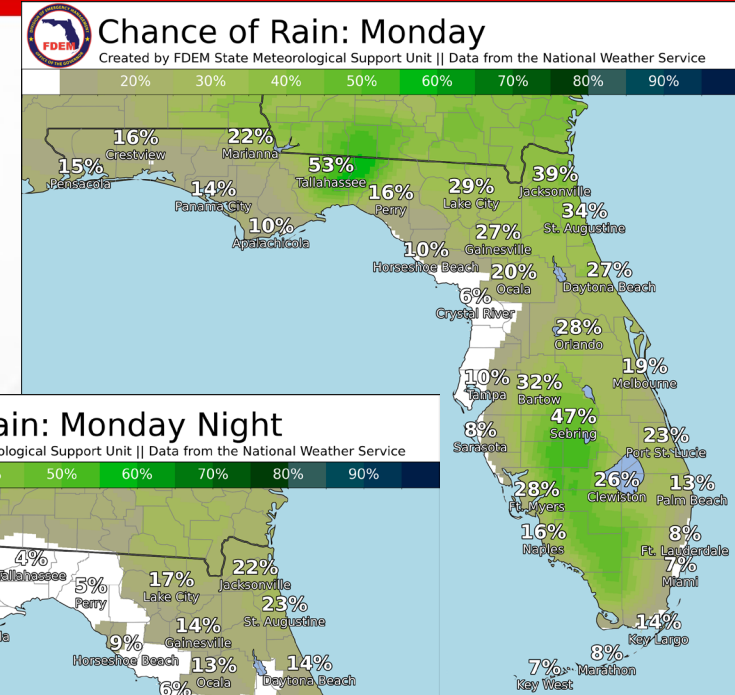 Chance of Rain: Monday
FDEM
Created by FDEM State Meteorological Support Unit || Data from the National Weather Service
20% 30% 40% 50% 60% 70% 80% 90%
16%
Crestview
22%
Marianna
15%
Pensacola
53%
Tallahassee
39%
Jacksonville
14%
Panama City
16%
Perry
29%
Lake City
34%
St. Augustine
10%
Apalachicola
27%
Gainesville
10%
Horseshoe Beach
20%
Ocala
27%
Daytona Beach
6%
Crystal River
28%
Orlando
19%
Melbourne
10%
Tampa
32%
Bartow
47%
Sebring
8%
Sarasota
23%
Port St. Lucie
28%
Ft. Myers
26%
Clewiston
13%
Palm Beach
16%
Naples
8%
Ft. Lauderdale
7%
Miami
14%
Key Largo
8%
Marathon
7%
Key West
ain: Monday Night
ological Support Unit || Data from the National Weather Service
% 50% 60% 70% 80% 90%
4%
allahassee
5%
Perry
17%
Lake City
22%
Jacksonville
23%
St. Augustine
14%
Gainesville
9%
Horseshoe Beach
13%
Ocala
14%
Daytona Beach
6%
la